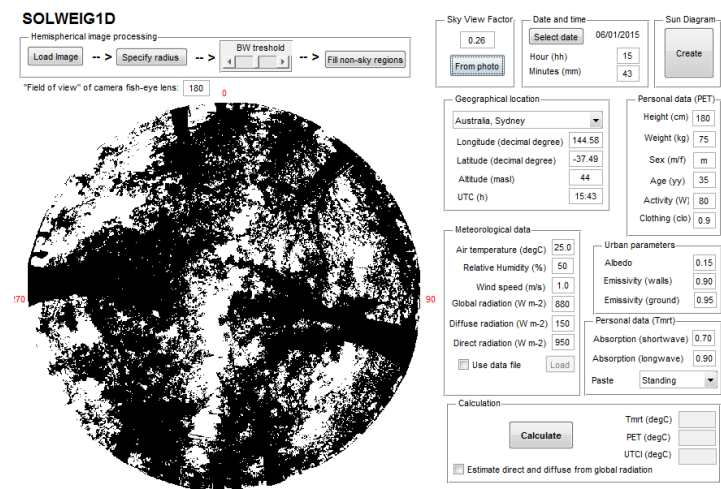 SOLWEIG1D
Hemispherical image processing
Load Image -- > Specify radius -- > BW treshold -- > Fill non-sky regions
"Field of view" of camera fish-eye lens: 180
0
270
90
Sky View Factor
0.26
From photo
Date and time
Select date 06/01/2015
Hour (hh) 15
Minutes (mm) 43
Sun Diagram
Create
Geographical location
Australia, Sydney
Longitude (decimal degree) 144.58
Latitude (decimal degree) -37.49
Altitude (masl) 44
UTC (h) 15:43
Personal data (PET)
Height (cm) 180
Weight (kg) 75
Sex (m/f) m
Age (yy) 35
Activity (W) 80
Clothing (clo) 0.9
Meteorological data
Air temperature (degC) 25.0
Relative Humidity (%) 50
Wind speed (m/s) 1.0
Global radiation (W m-2) 880
Diffuse radiation (W m-2) 150
Direct radiation (W m-2) 950
Use data file Load
Urban parameters
Albedo 0.15
Emissivity (walls) 0.90
Emissivity (ground) 0.95
Personal data (Tmrt)
Absorption (shortwave) 0.70
Absorption (longwave) 0.90
Paste Standing
Calculation
Calculate
Tmrt (degC)
PET (degC)
UTCI (degC)
Estimate direct and diffuse from global radiation